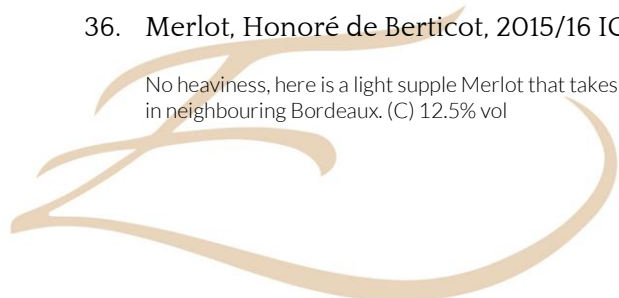 36. Merlot, Honoré de Berticot, 2015/16 IG
No heaviness, here is a light supple Merlot that takes
in neighbouring Bordeaux. (C) 12.5% vol